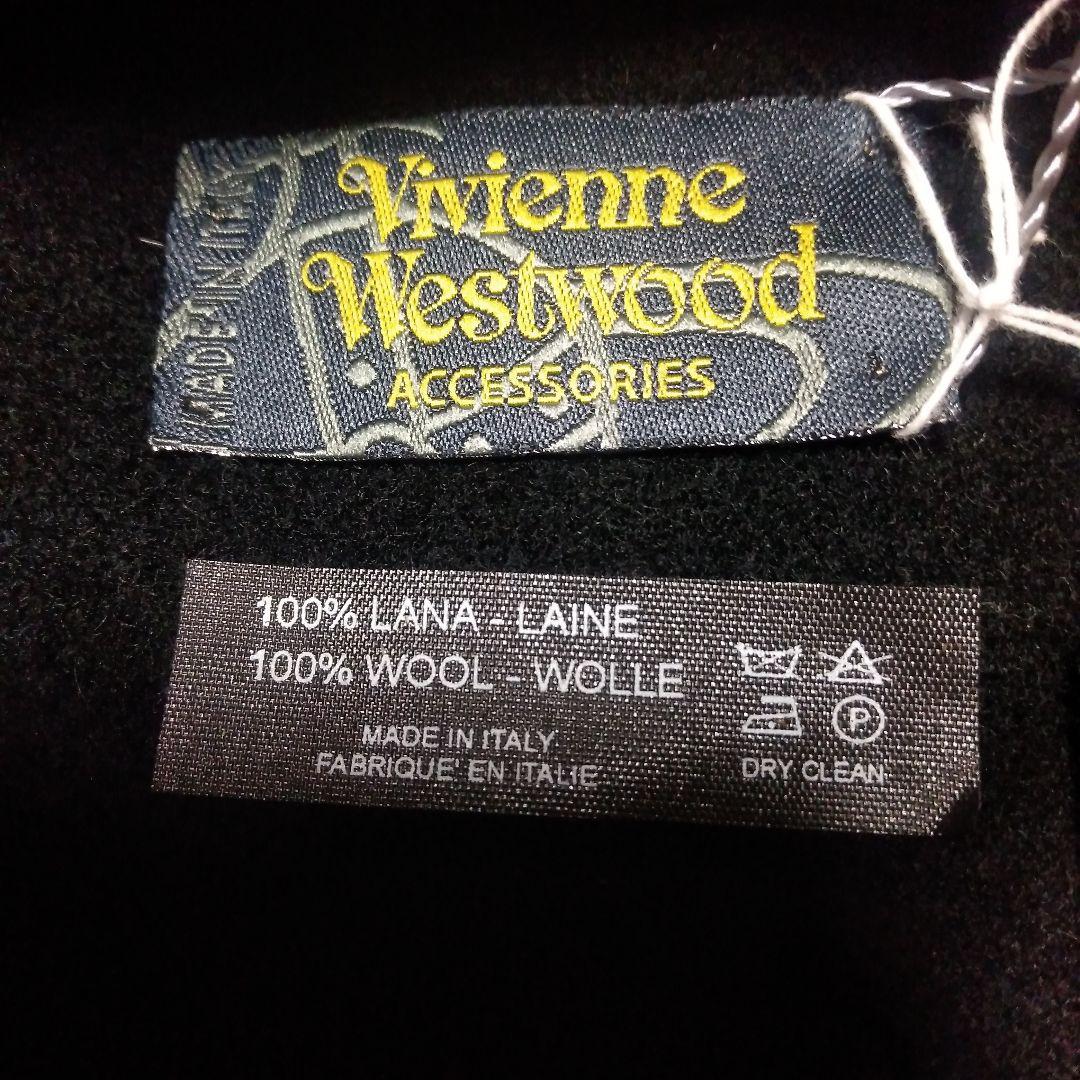 Vivienne
Westwood
ACCESSORIES
MADE IN ITALY
100% LANA - LAINE
100% WOOL - WOLLE
MADE IN ITALY
FABRIQUE' EN ITALIE
P
DRY CLEAN